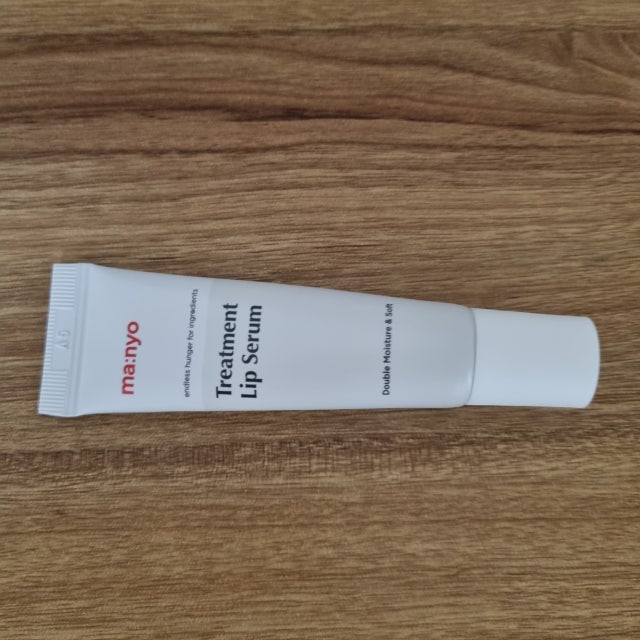 ma:nyo
endless hunger for ingredients
Treatment
Lip Serum
Double Moisture & Soft